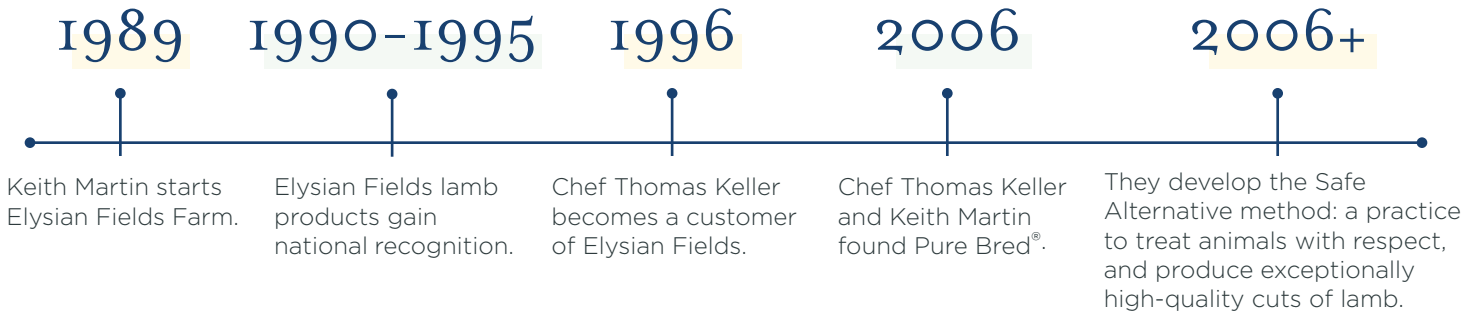 1989
Keith Martin starts
Elysian Fields Farm.
1990-1995
Elysian Fields lamb
products gain
national recognition.
1996
Chef Thomas Keller
becomes a customer
of Elysian Fields.
2006
Chef Thomas Keller
and Keith Martin
found Pure Bred®.
2006+
They develop the Safe
Alternative method: a practice
to treat animals with respect,
and produce exceptionally
high-quality cuts of lamb.